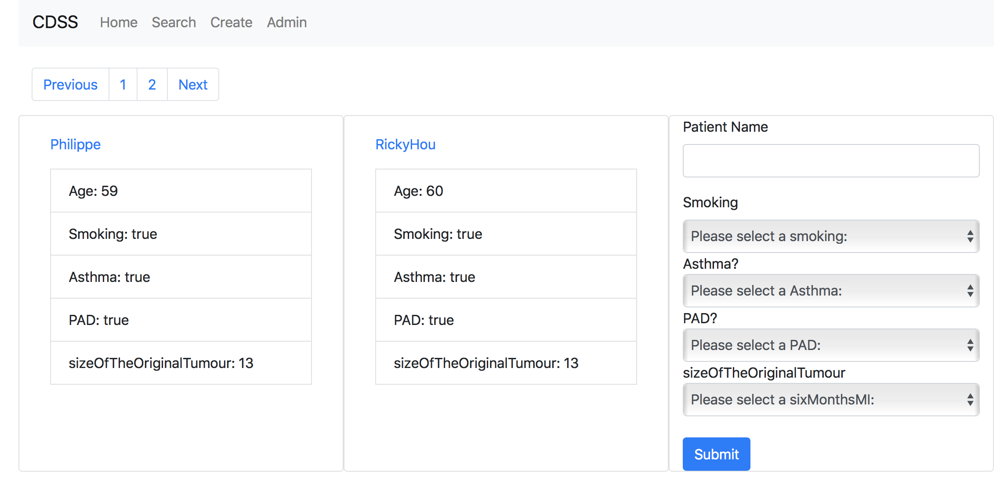 CDSS Home Search Create Admin
Previous 1 2 Next
Philippe
Age: 59
Smoking: true
Asthma: true
PAD: true
sizeOfTheOriginalTumour: 13
RickyHou
Age: 60
Smoking: true
Asthma: true
PAD: true
sizeOfTheOriginalTumour: 13
Patient Name
Smoking
Please select a smoking:
Asthma?
Please select a Asthma:
PAD?
Please select a PAD:
sizeOfTheOriginalTumour
Please select a sixMonthsMI:
Submit